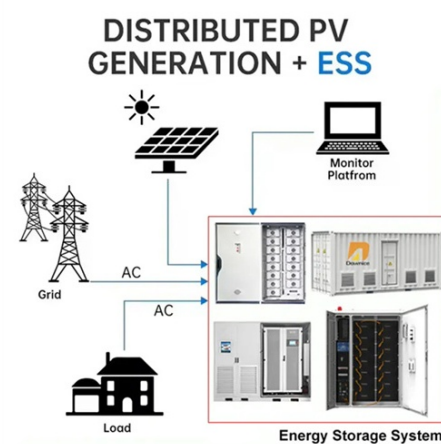 DISTRIBUTED PV
GENERATION + ESS
Monitor
Platfrom
AC
Grid
AC
Load
Energy Storage System